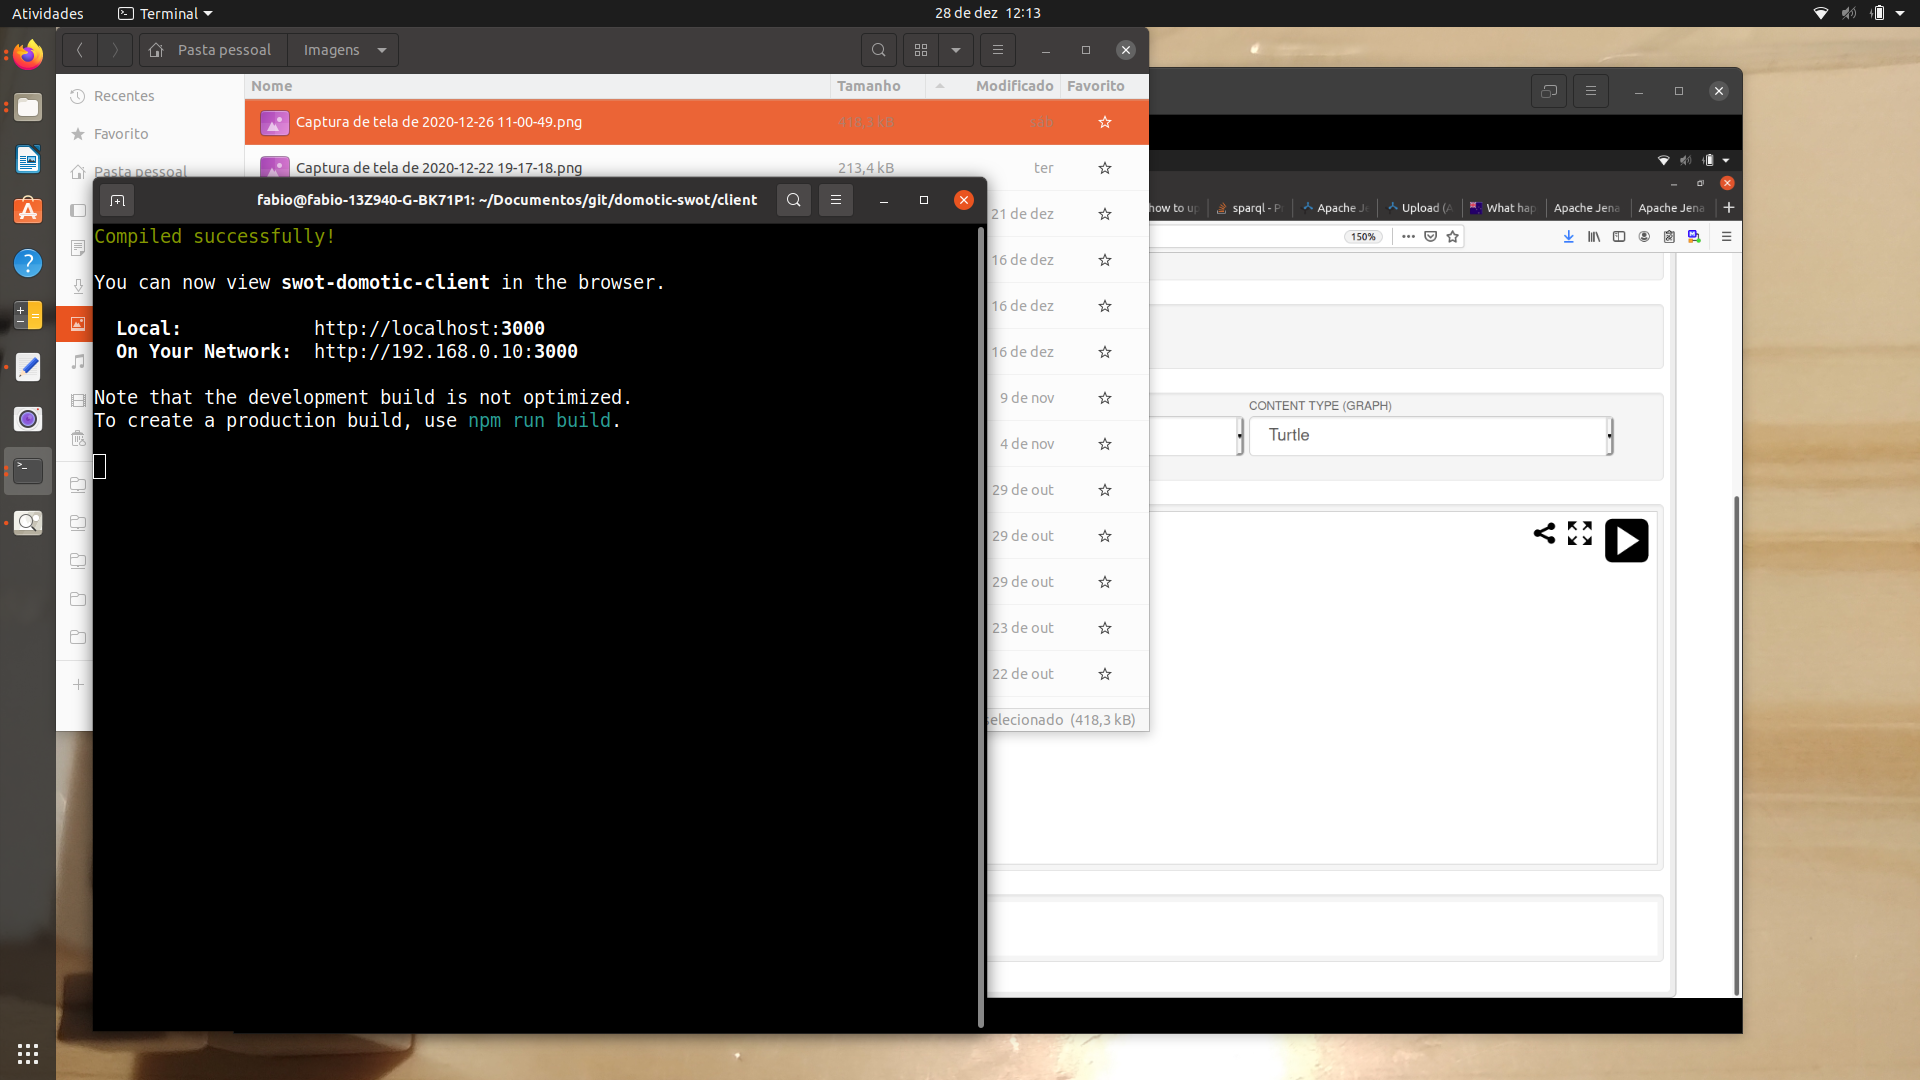 Atividades
Terminal
28 de dez 12:13
Pasta pessoal
Imagens
Nome
Tamanho
Modificado
Favorito
Recentes
Favorito
Pasta pessoal
Captura de tela de 2020-12-26 11-00-49.png
418,3 kB
sáb
Captura de tela de 2020-12-22 19-17-18.png
213,4 kB
ter
21 de dez
16 de dez
16 de dez
16 de dez
9 de nov
4 de nov
29 de out
29 de out
29 de out
23 de out
22 de out
selecionado (418,3 kB)
fabio@fabio-13Z940-G-BK71P1: ~/Documentos/git/domotic-swot/client
Compiled successfully!
You can now view swot-domotic-client in the browser.
Local: http://localhost:3000
On Your Network: http://192.168.0.10:3000
Note that the development build is not optimized.
To create a production build, use npm run build.
how to up
sparql - P
Apache Je
Upload (A
What hap
Apache Jena
Apache Jena
150%
CONTENT TYPE (GRAPH)
Turtle